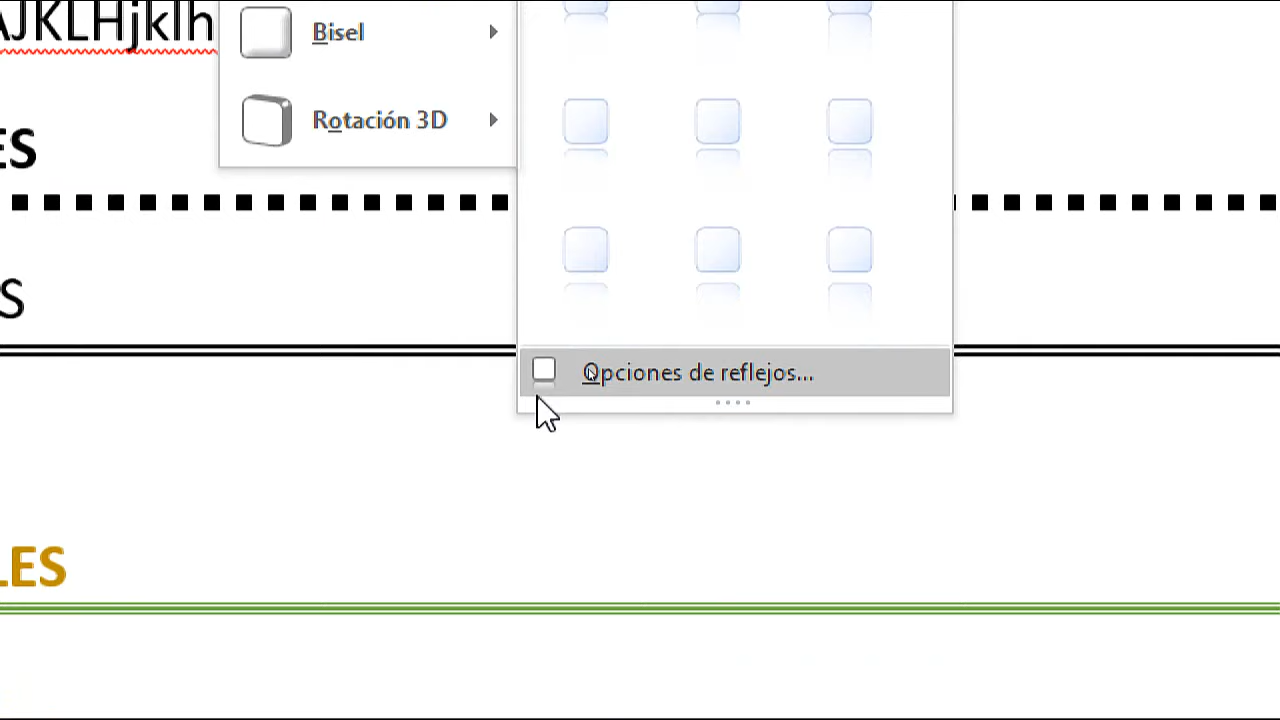 AJKLHjklh
Bisel
Rotación 3D
ES
S
Opciones de reflejos...
LES